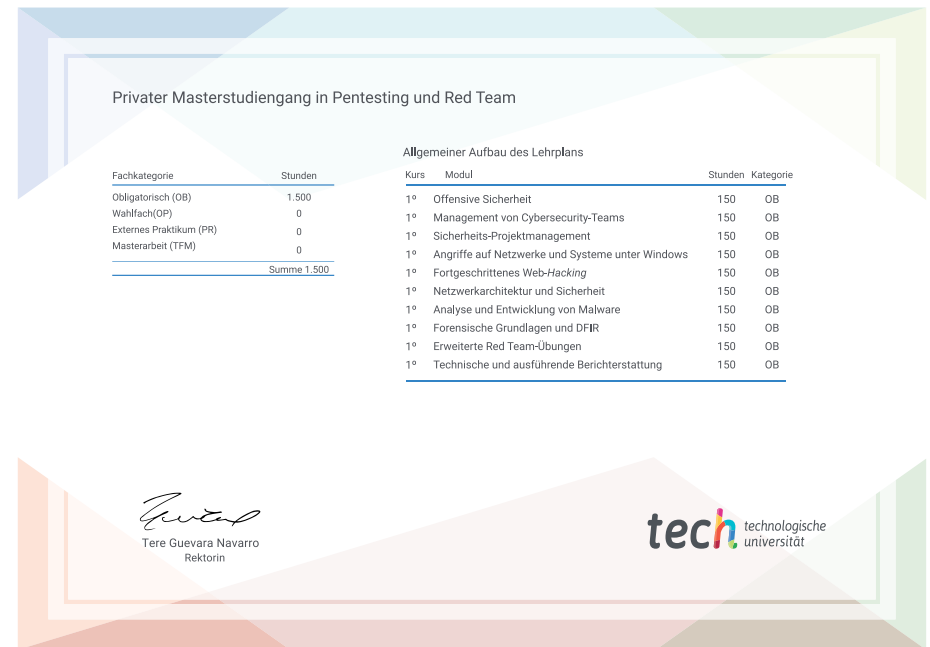 Privater Masterstudiengang in Pentesting und Red Team
Fachkategorie Stunden
Obligatorisch (OB) 1.500
Wahlfach(OP) 0
Externes Praktikum (PR) 0
Masterarbeit (TFM) 0
Summe 1.500
Allgemeiner Aufbau des Lehrplans
Kurs Modul Stunden Kategorie
1º Offensive Sicherheit 150 OB
1º Management von Cybersecurity-Teams 150 OB
1º Sicherheits-Projektmanagement 150 OB
1º Angriffe auf Netzwerke und Systeme unter Windows 150 OB
1º Fortgeschrittenes Web-Hacking 150 OB
1º Netzwerkarchitektur und Sicherheit 150 OB
1º Analyse und Entwicklung von Malware 150 OB
1º Forensische Grundlagen und DFIR 150 OB
1º Erweiterte Red Team-Übungen 150 OB
1º Technische und ausführende Berichterstattung 150 OB
Tere Guevara Navarro
Rektorin
tech technologische
universität